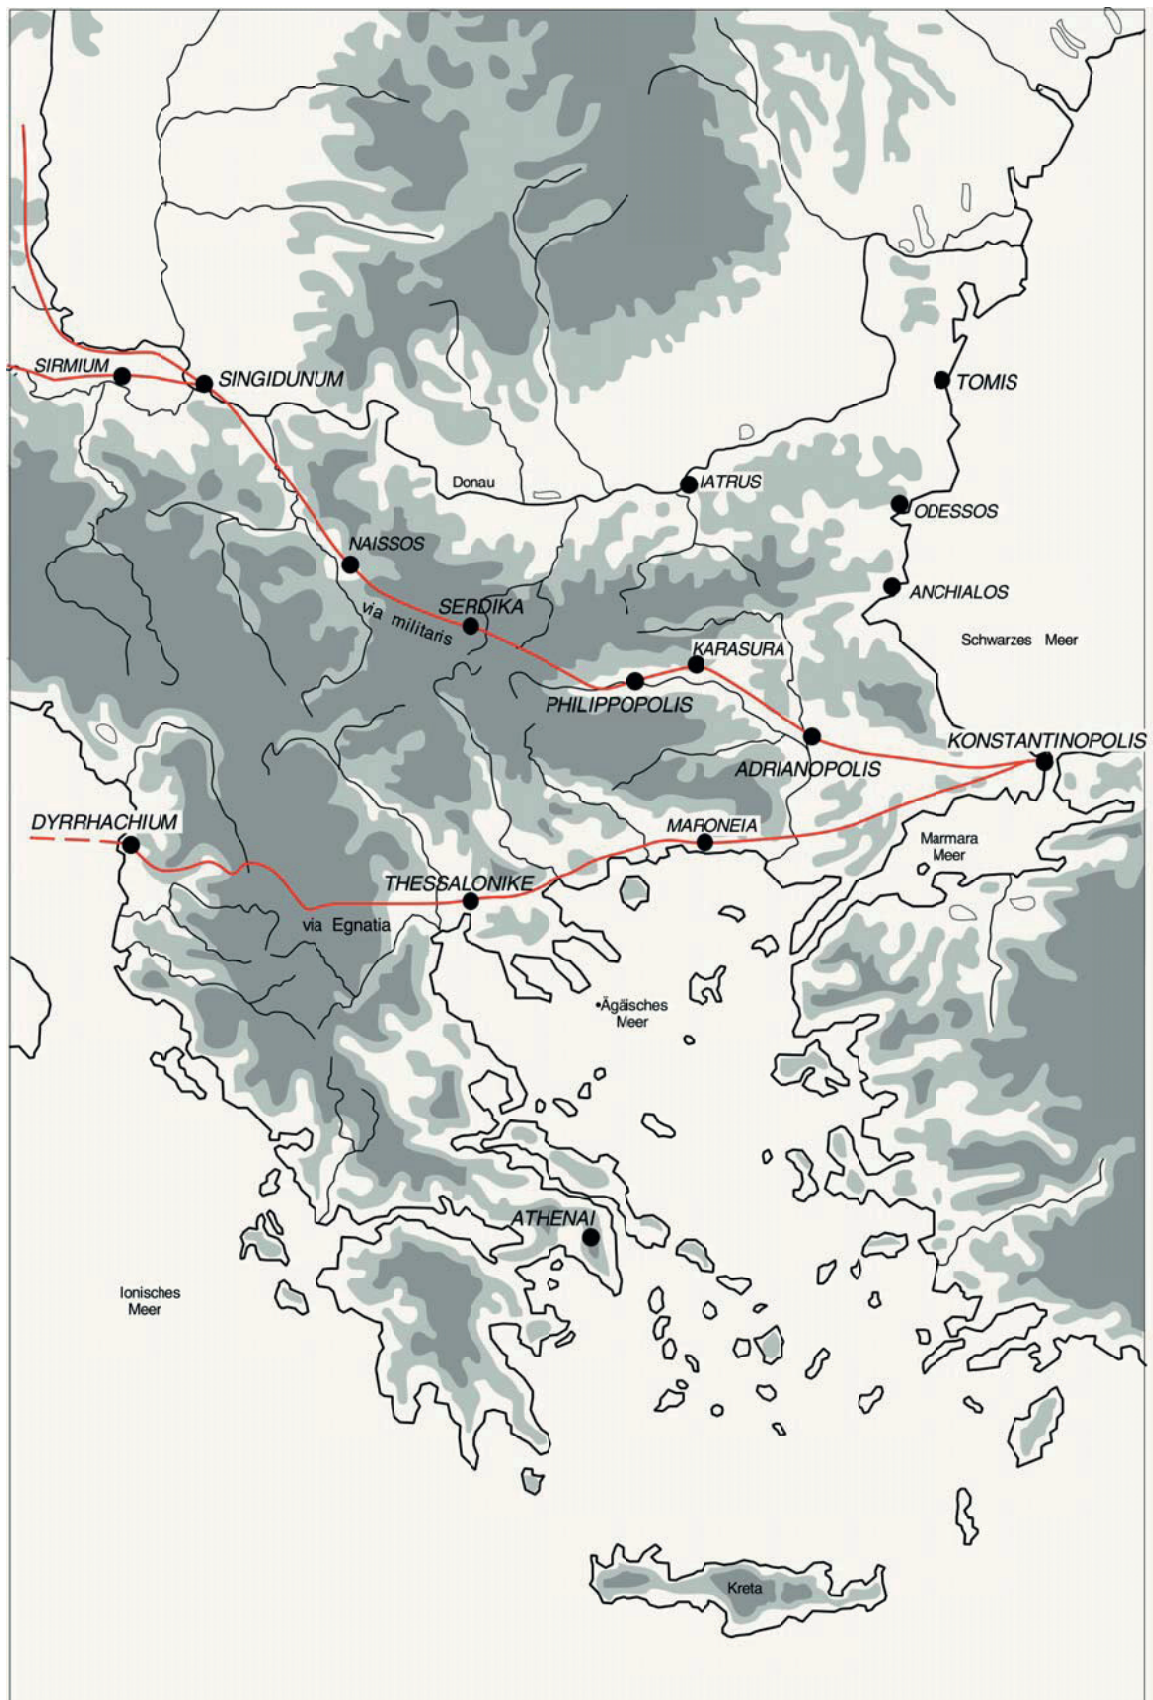 SIRMIUM
SINGIDUNUM
TOMIS
Donau
IATRUS
ODESSOS
NAISSOS
ANCHIALOS
SERDIKA
via militaris
Schwarzes Meer
KARASURA
PHILIPPOPOLIS
KONSTANTINOPOLIS
ADRIANOPOLIS
DYRRHACHIUM
MARONEIA
Marmara
Meer
THESSALONIKE
via Egnatia
Ägäisches
Meer
ATHENAI
Ionisches
Meer
Kreta